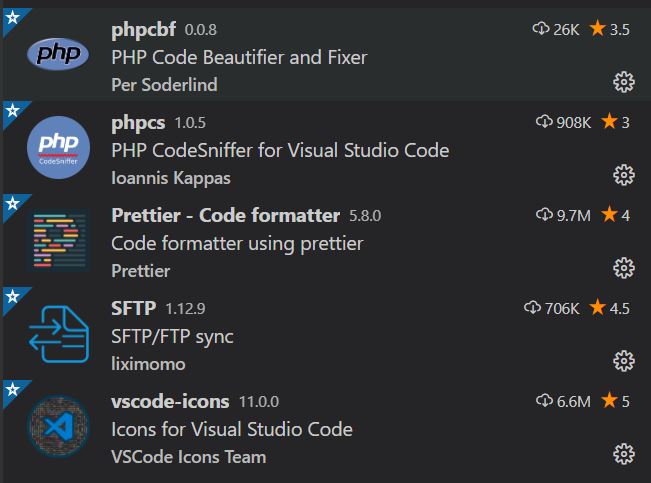 phpcbf 0.0.8 26K 3.5
php
PHP Code Beautifier and Fixer
Per Soderlind
phpcs 1.0.5 908K 3
php
CodeSniffer
PHP CodeSniffer for Visual Studio Code
Ioannis Kappas
Prettier - Code formatter 5.8.0 9.7M 4
Code formatter using prettier
Prettier
SFTP 1.12.9 706K 4.5
SFTP/FTP sync
liximomo
vscode-icons 11.0.0 6.6M 5
Icons for Visual Studio Code
VSCode Icons Team